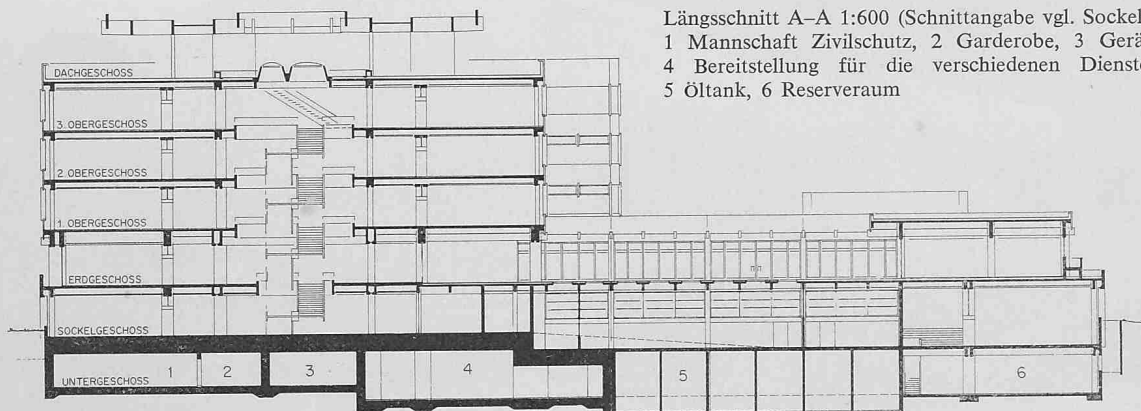 Längsschnitt A–A 1:600 (Schnittangabe vgl. Sockel
1 Mannschaft Zivilschutz, 2 Garderobe, 3 Gerä
4 Bereitstellung für die verschiedenen Dienst
5 Öltank, 6 Reserveraum
DACHGESCHOSS
3. OBERGESCHOSS
2. OBERGESCHOSS
1. OBERGESCHOSS
ERDGESCHOSS
SOCKELGESCHOSS
UNTERGESCHOSS 1 2 3 4 5 6